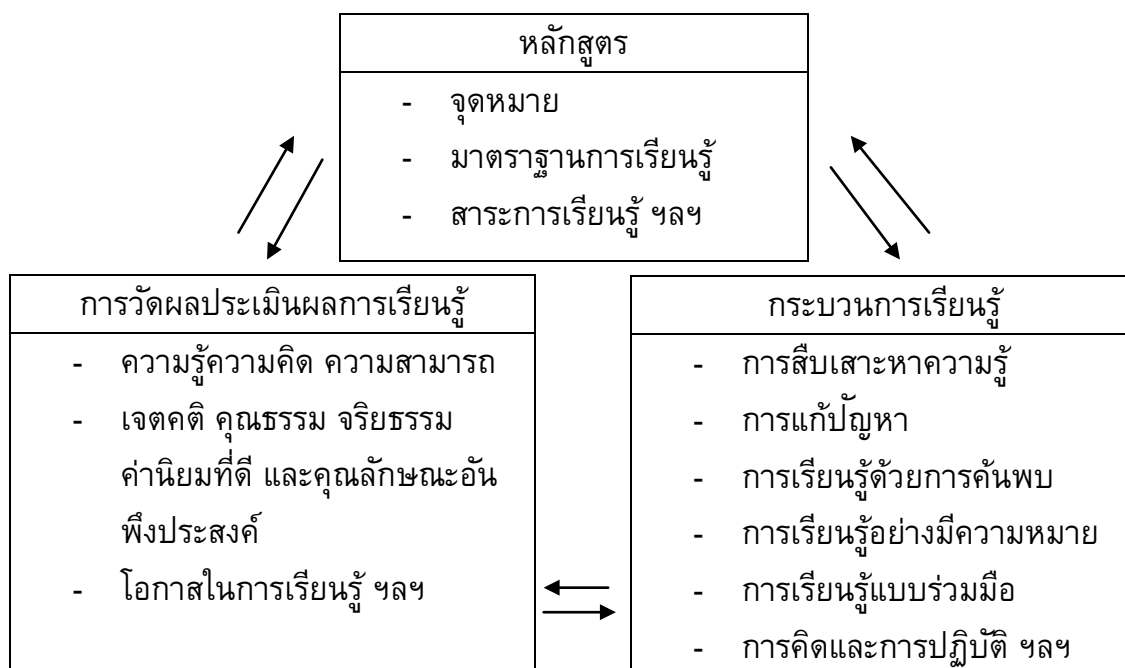 หลักสูตร
- จุดหมาย
- มาตราฐานการเรียนรู้
- สาระการเรียนรู้ ฯลฯ
การวัดผลประเมินผลการเรียนรู้
- ความรู้ความคิด ความสามารถ
- เจตคติ คุณธรรม จริยธรรม
ค่านิยมที่ดี และคุณลักษณะอัน
พึงประสงค์
- โอกาสในการเรียนรู้ ฯลฯ
กระบวนการเรียนรู้
- การสืบเสาะหาความรู้
- การแก้ปัญหา
- การเรียนรู้ด้วยการค้นพบ
- การเรียนรู้อย่างมีความหมาย
- การเรียนรู้แบบร่วมมือ
- การคิดและการปฏิบัติ ฯลฯ